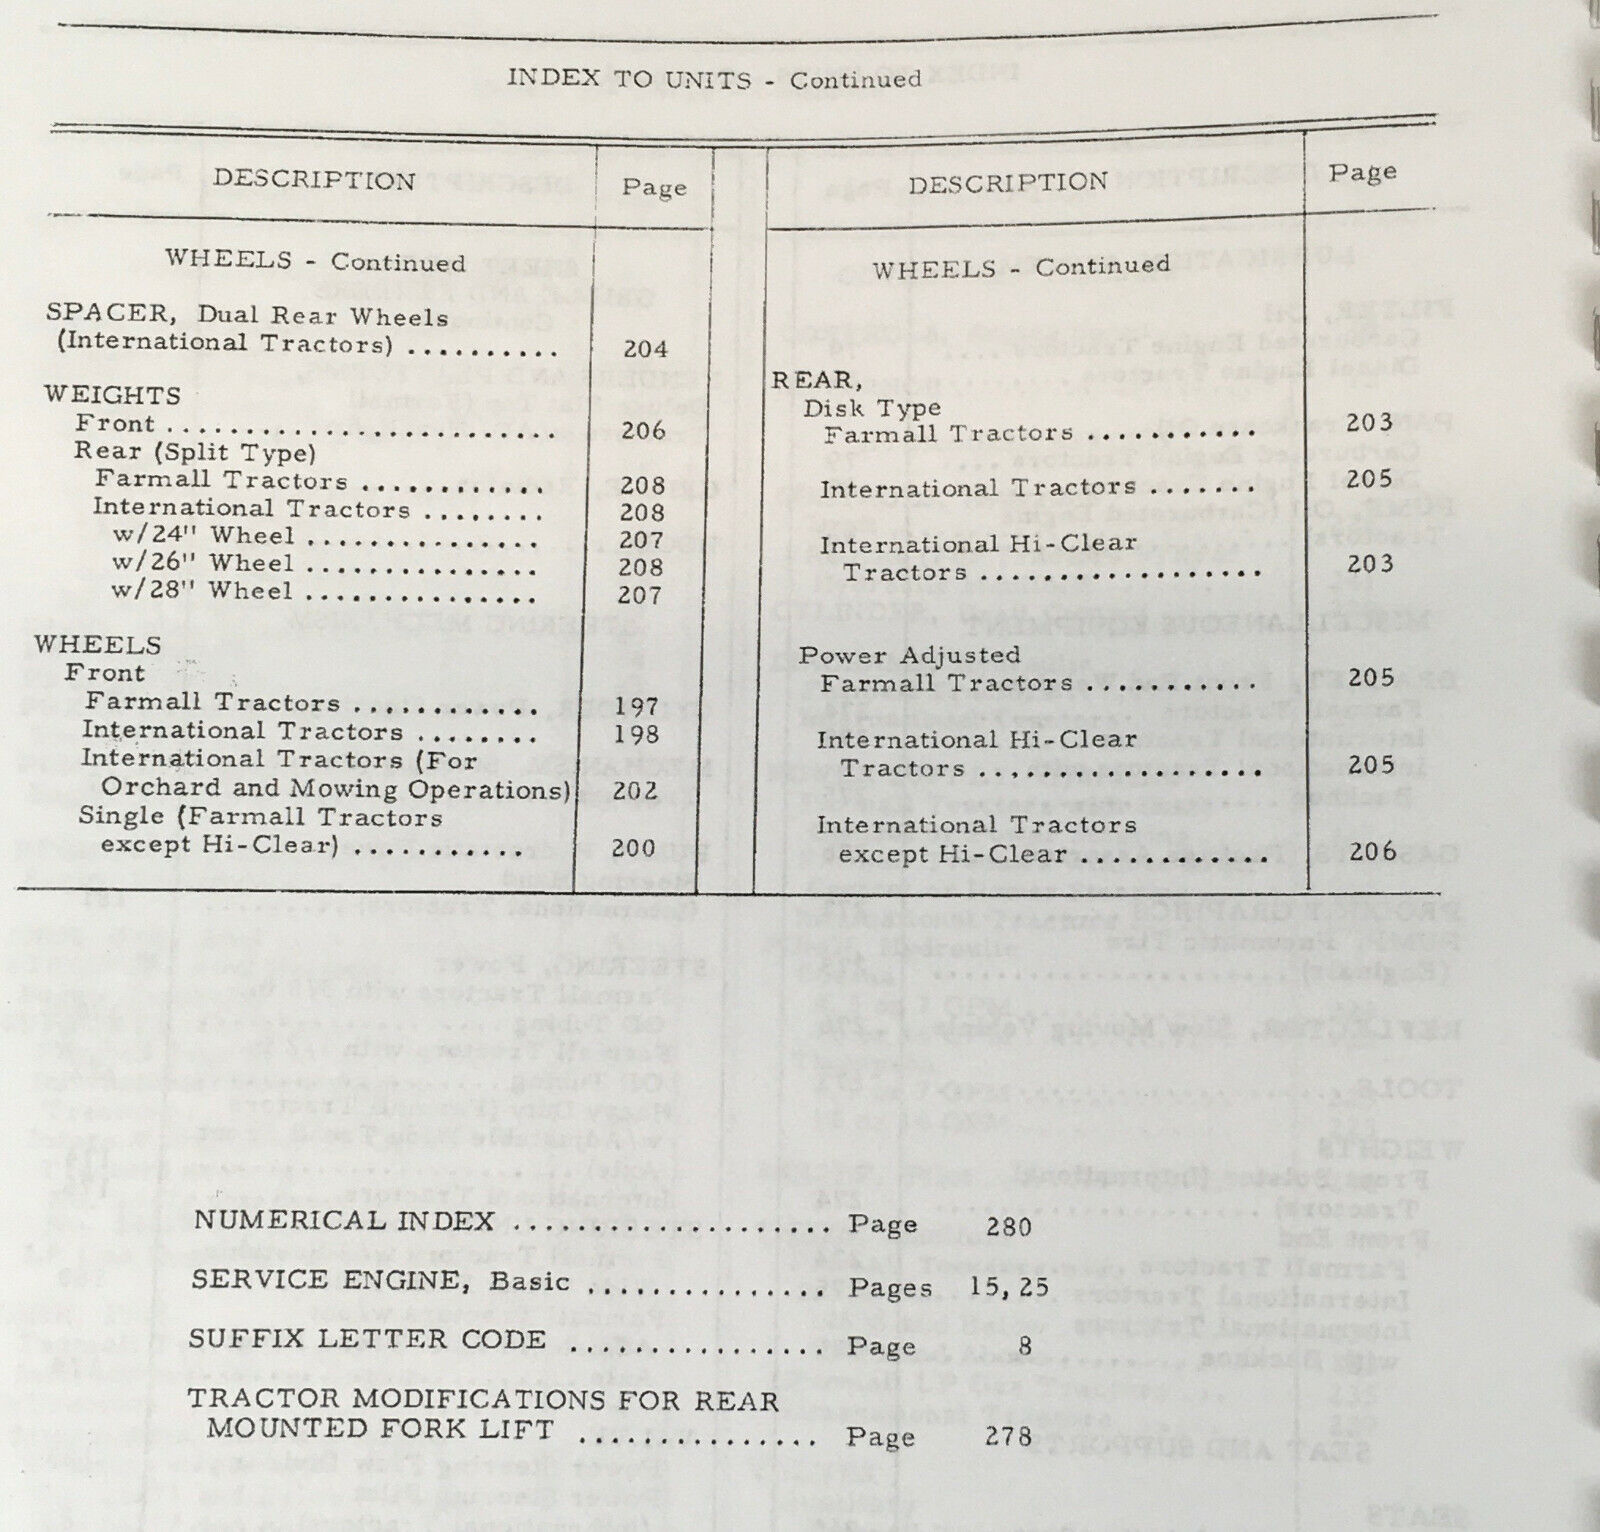 INDEX TO UNITS - Continued
DESCRIPTION Page
WHEELS - Continued
SPACER, Dual Rear Wheels
(International Tractors) .......... 204
WEIGHTS
Front ......................... 206
Rear (Split Type)
Farmall Tractors ............ 208
International Tractors ........ 208
w/24" Wheel ............... 207
w/26" Wheel ............... 208
w/28" Wheel ............... 207
WHEELS
Front
Farmall Tractors ............ 197
International Tractors ........ 198
International Tractors (For
Orchard and Mowing Operations) 202
Single (Farmall Tractors
except Hi-Clear) ........... 200
DESCRIPTION Page
WHEELS - Continued
REAR,
Disk Type
Farmall Tractors ........... 203
International Tractors ....... 205
International Hi-Clear
Tractors .................. 203
Power Adjusted
Farmall Tractors ........... 205
International Hi-Clear
Tractors .................. 205
International Tractors
except Hi-Clear ............ 206
NUMERICAL INDEX ..................... Page 280
SERVICE ENGINE, Basic ............... Pages 15, 25
SUFFIX LETTER CODE ................ Page 8
TRACTOR MODIFICATIONS FOR REAR
MOUNTED FORK LIFT ............... Page 278